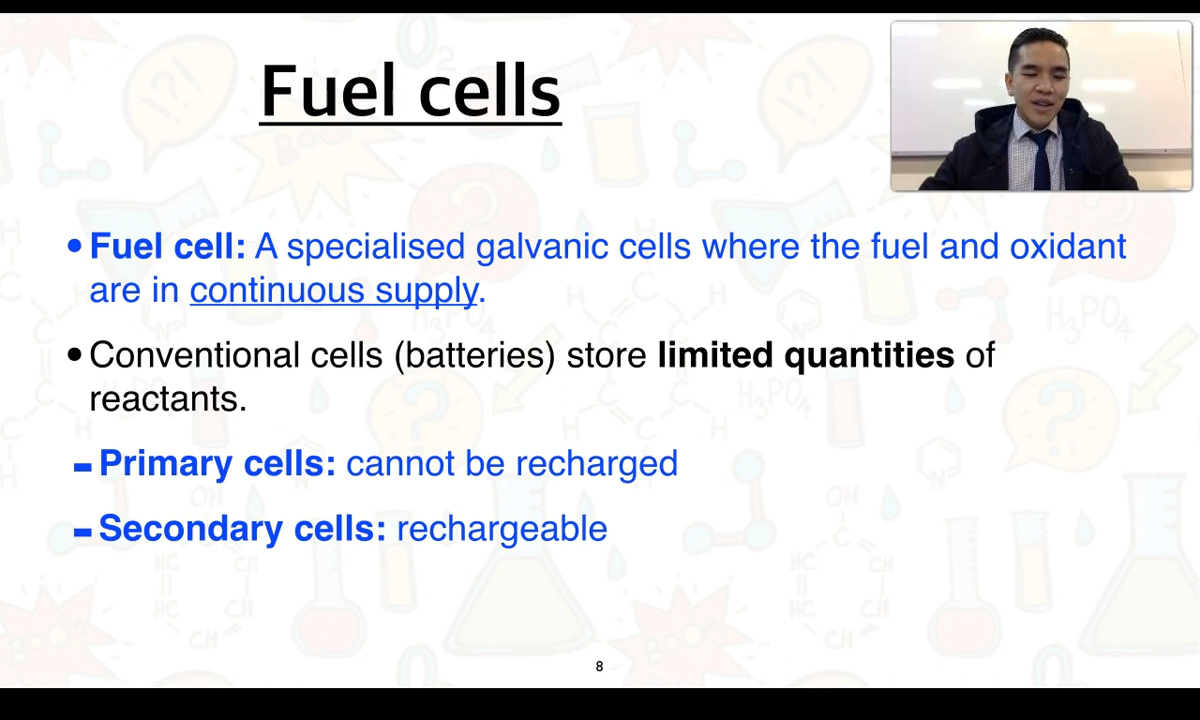 Fuel cells
• Fuel cell: A specialised galvanic cells where the fuel and oxidant
are in continuous supply.
• Conventional cells (batteries) store limited quantities of
reactants.
- Primary cells: cannot be recharged
- Secondary cells: rechargeable
8